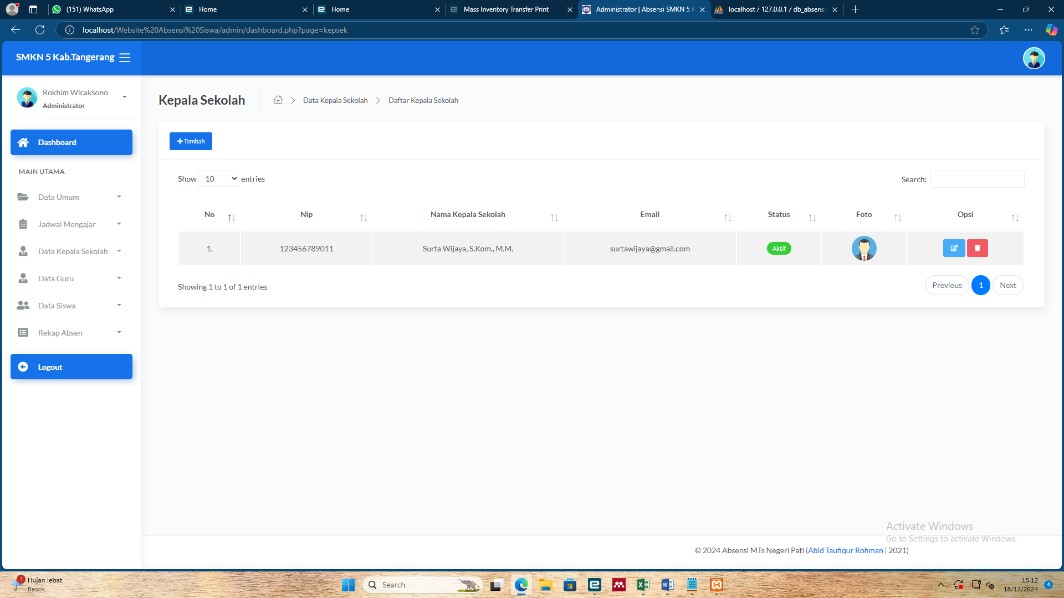 (151) WhatsApp
Home
Home
Mass Inventory Transfer Print
Administrator | Absensi SMKN 5 I
localhost / 127.0.0.1 / db_absens
localhost/Website%20Absensi%20Siswa/admin/dashboard.php?page=kepsek
SMKN 5 Kab.Tangerang
Rokhim Wicaksono
Administrator
Dashboard
MAIN UTAMA
Data Umum
Jadwal Mengajar
Data Kepala Sekolah
Data Guru
Data Siswa
Rekap Absen
Logout
Kepala Sekolah
Data Kepala Sekolah
Daftar Kepala Sekolah
+Tambah
Show 10 entries
Search:
No Nip Nama Kepala Sekolah Email Status Foto Opsi
1. 123456789011 Surta Wijaya, S.Kom., M.M. surtawijaya@gmail.com Aktif
Showing 1 to 1 of 1 entries
Previous 1 Next
Activate Windows
Go to Settings to activate Windows.
© 2024 Absensi MTs Negeri Pati (Abid Taufiqur Rohman | 2021)
1
Hujan lebat
Besok
Search
15:12
16/12/2024